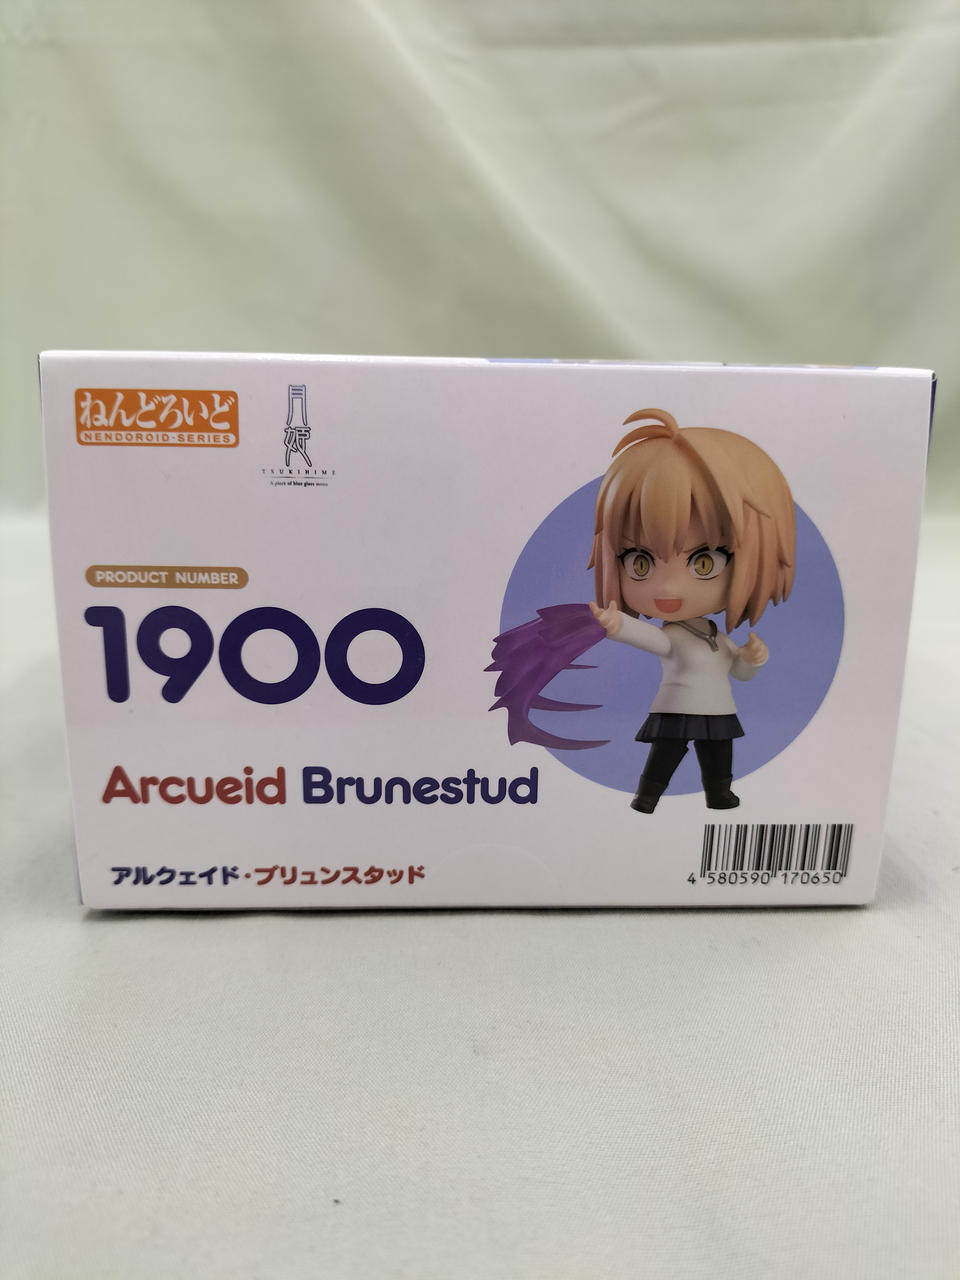 ねんどろいど
NENDOROID·SERIES
月姫
TSUKIHIME
A piece of blue glass moon
PRODUCT NUMBER
1900
Arcueid Brunestud
アルクェイド・ブリュンスタッド
4 580590 170650